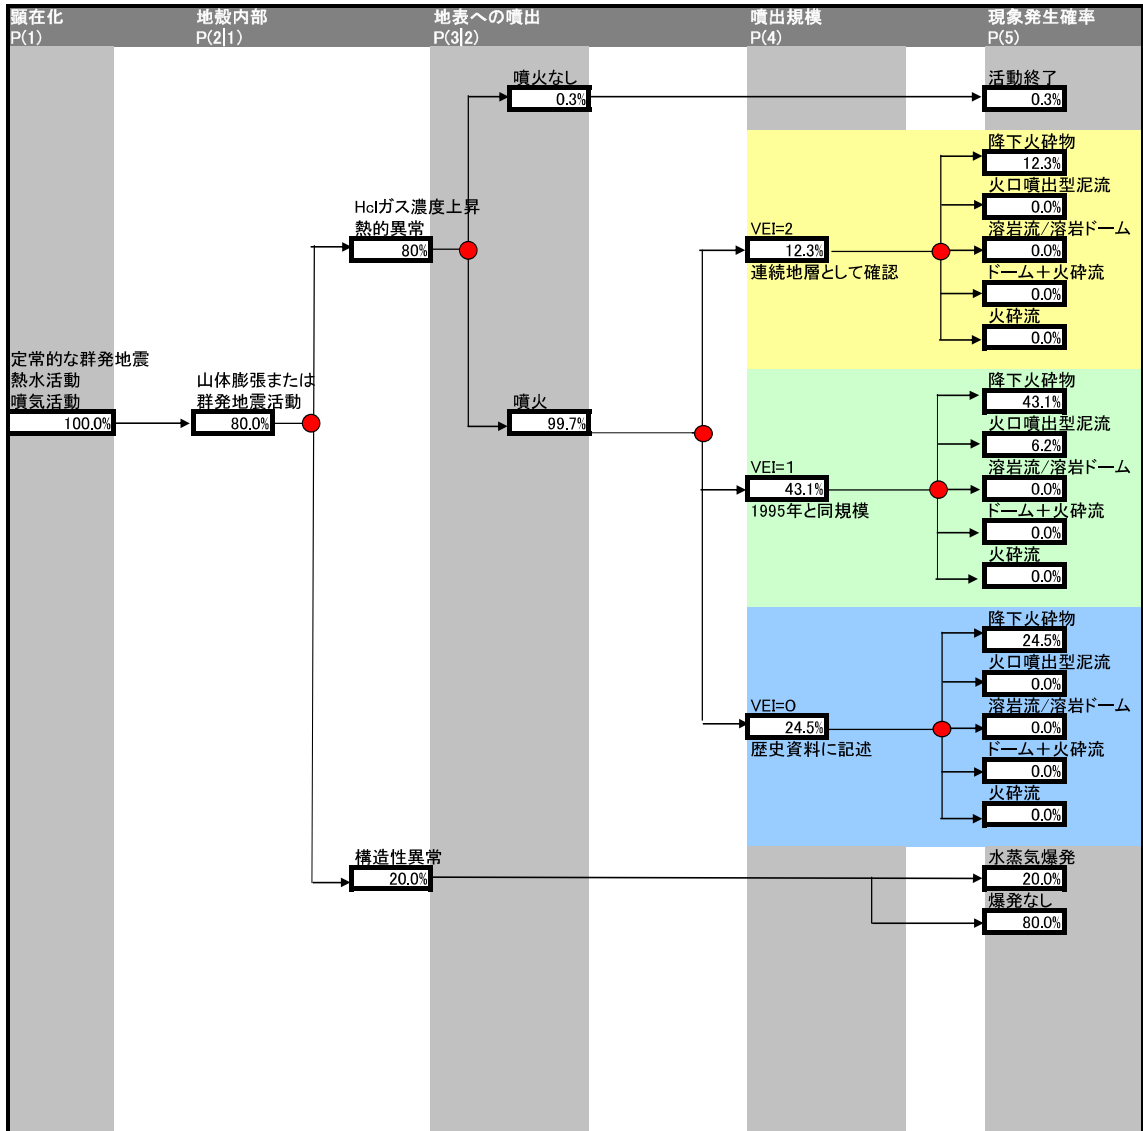 顕在化
P(1)
地殻内部
P(2|1)
地表への噴出
P(3|2)
噴出規模
P(4)
現象発生確率
P(5)
定常的な群発地震
熱水活動
噴気活動
100.0%
山体膨張または
群発地震活動
80.0%
Hclガス濃度上昇
熱的異常
80%
構造性異常
20.0%
噴火なし
0.3%
噴火
99.7%
VEI=2
12.3%
連続地層として確認
VEI=1
43.1%
1995年と同規模
VEI=0
24.5%
歴史資料に記述
活動終了
0.3%
降下火砕物
12.3%
火口噴出型泥流
0.0%
溶岩流/溶岩ドーム
0.0%
ドーム+火砕流
0.0%
火砕流
0.0%
降下火砕物
43.1%
火口噴出型泥流
6.2%
溶岩流/溶岩ドーム
0.0%
ドーム+火砕流
0.0%
火砕流
0.0%
降下火砕物
24.5%
火口噴出型泥流
0.0%
溶岩流/溶岩ドーム
0.0%
ドーム+火砕流
0.0%
火砕流
0.0%
水蒸気爆発
20.0%
爆発なし
80.0%